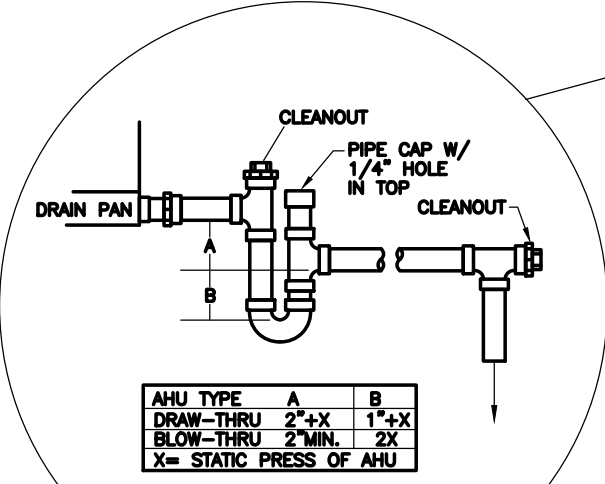 CLEANOUT
PIPE CAP W/
1/4" HOLE
IN TOP
DRAIN PAN
CLEANOUT
A
B
AHU TYPE A B
DRAW-THRU 2"+X 1"+X
BLOW-THRU 2"MIN. 2X
X= STATIC PRESS OF AHU